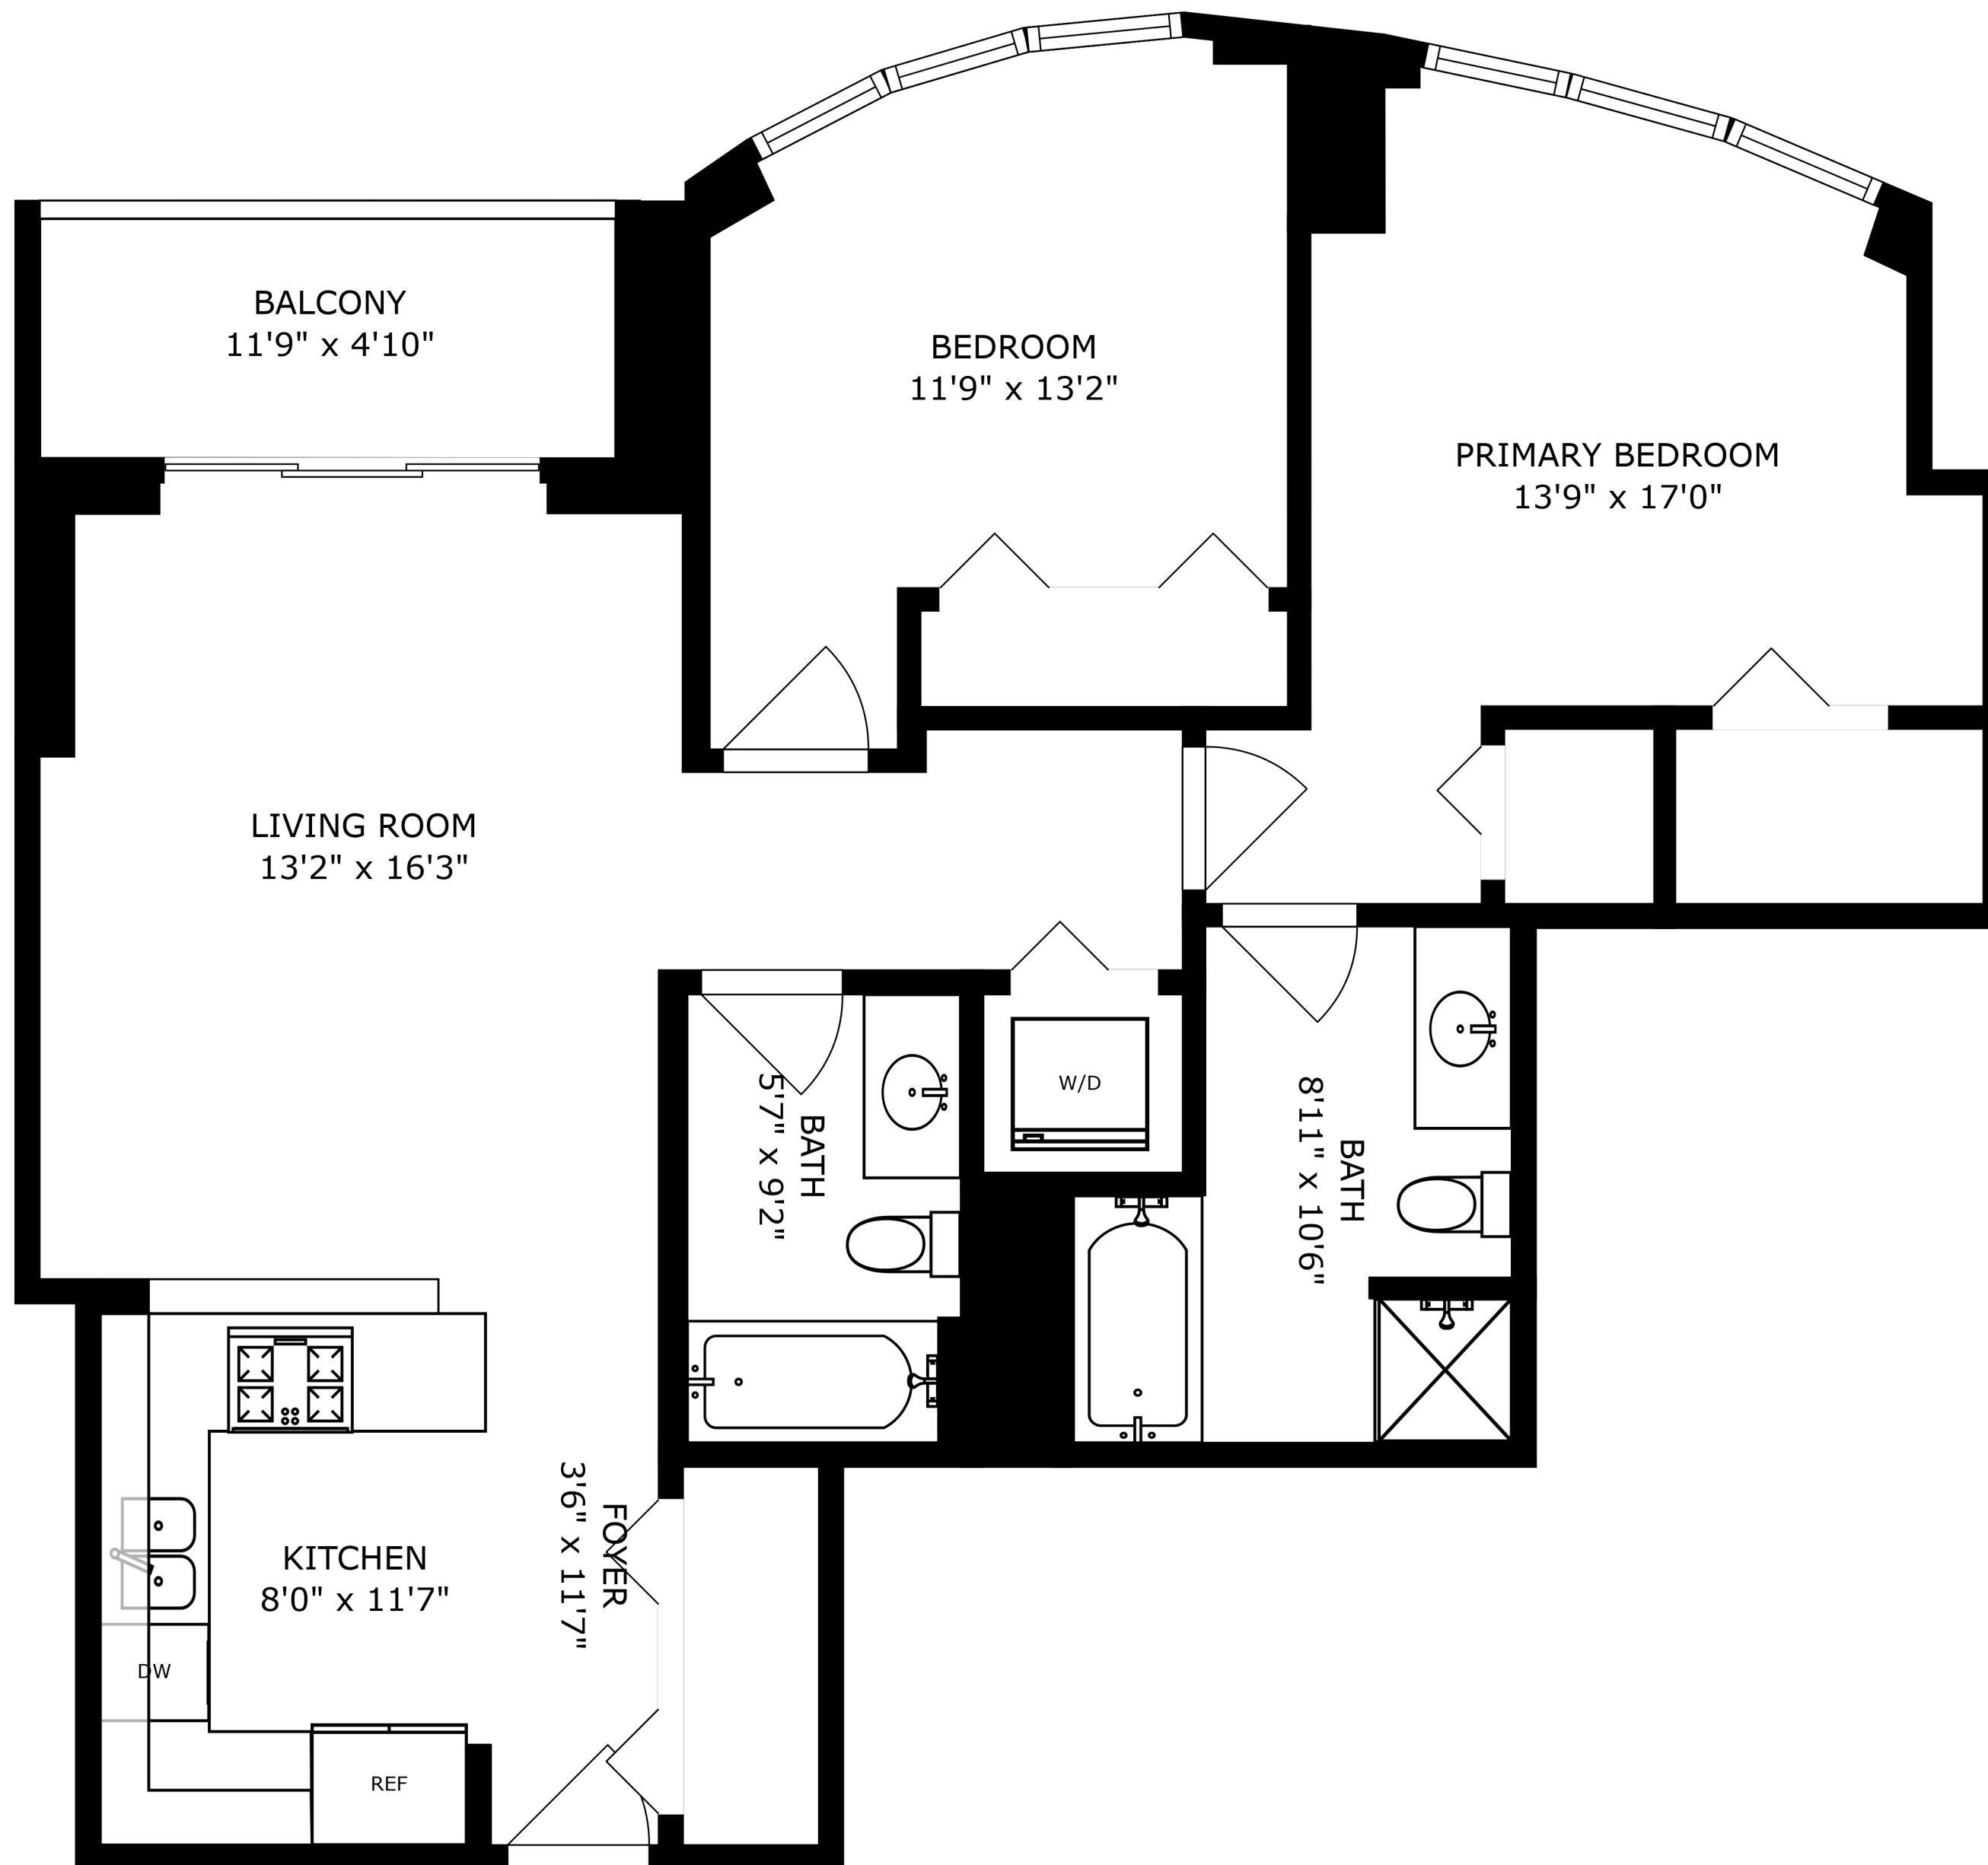 BALCONY
11'9" x 4'10"
BEDROOM
11'9" x 13'2"
PRIMARY BEDROOM
13'9" x 17'0"
LIVING ROOM
13'2" x 16'3"
W/D
BATH
5'7" x 9'2"
BATH
8'11" x 10'6"
FOYER
3'6" x 11'7"
KITCHEN
8'0" x 11'7"
DW
REF